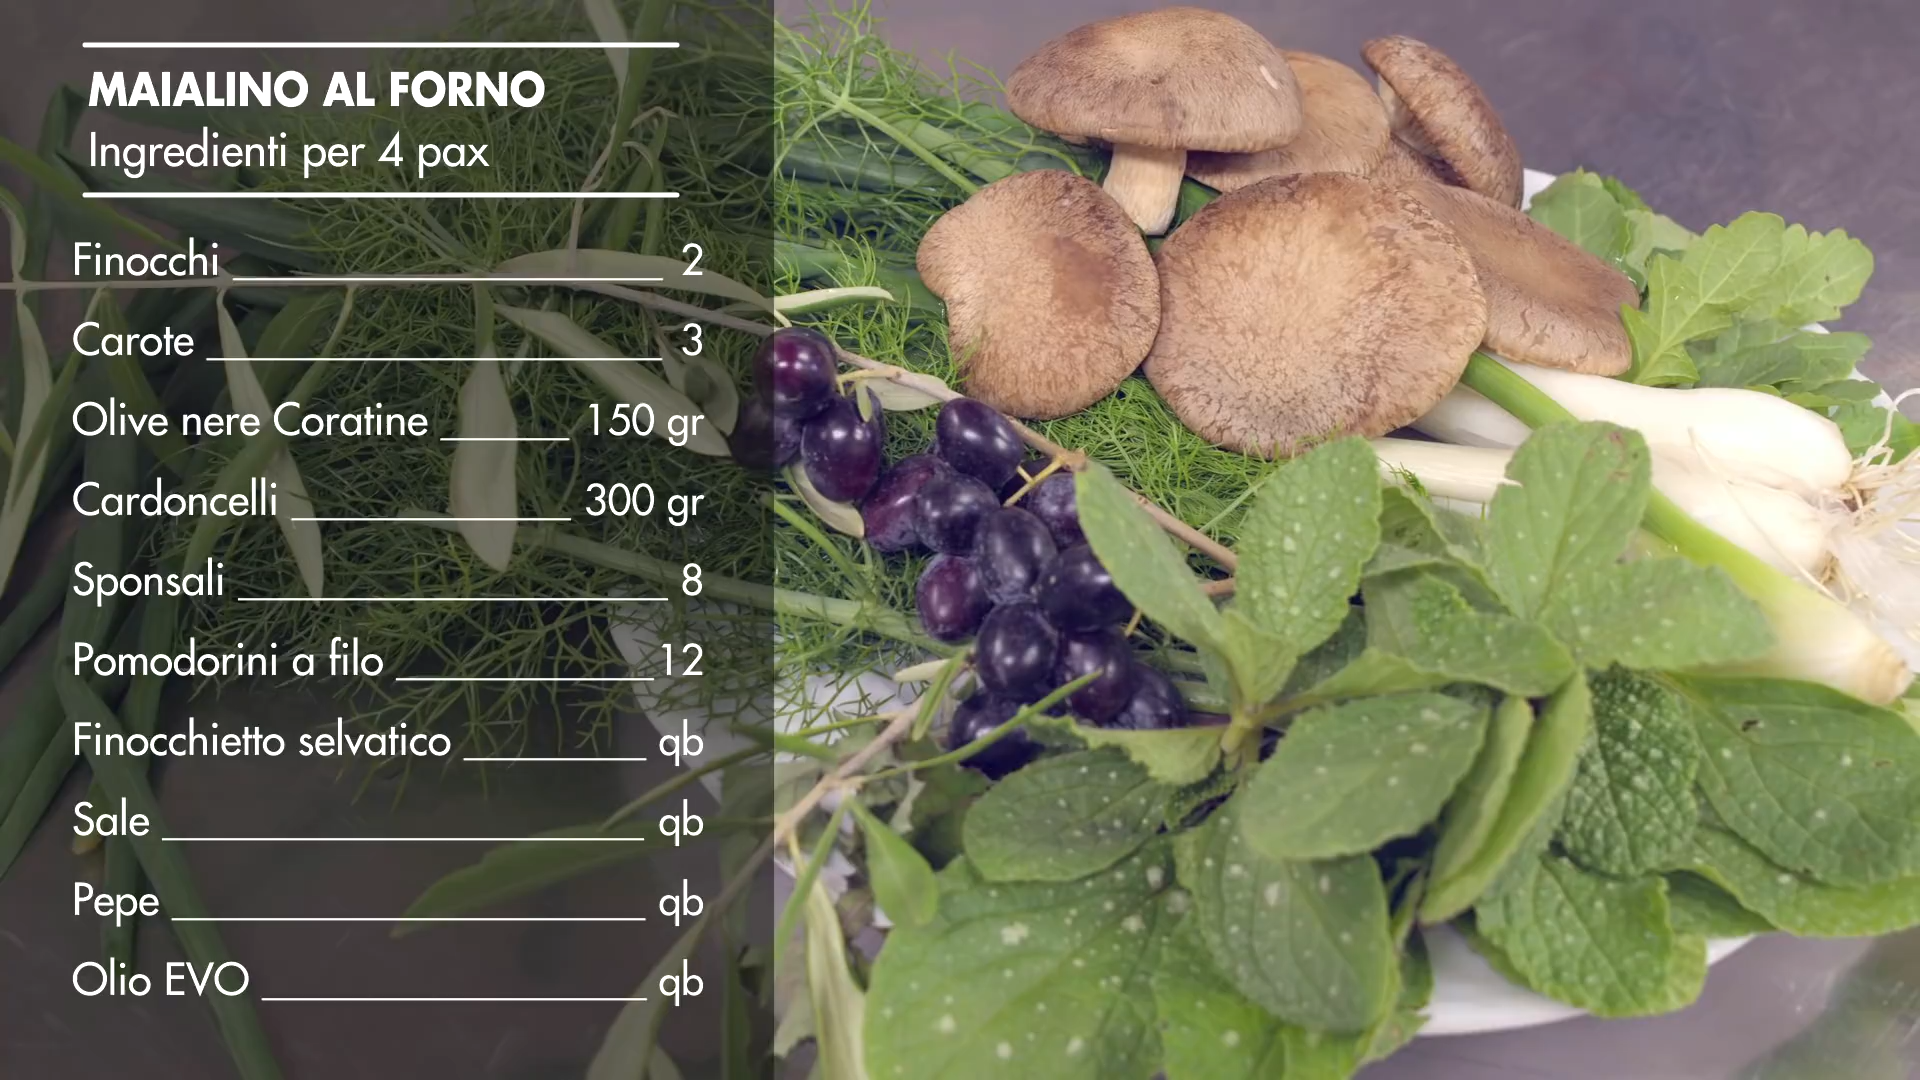 MAIALINO AL FORNO
Ingredienti per 4 pax
Finocchi 2
Carote 3
Olive nere Coratine 150 gr
Cardoncelli 300 gr
Sponsali 8
Pomodorini a filo 12
Finocchietto selvatico qb
Sale qb
Pepe qb
Olio EVO qb